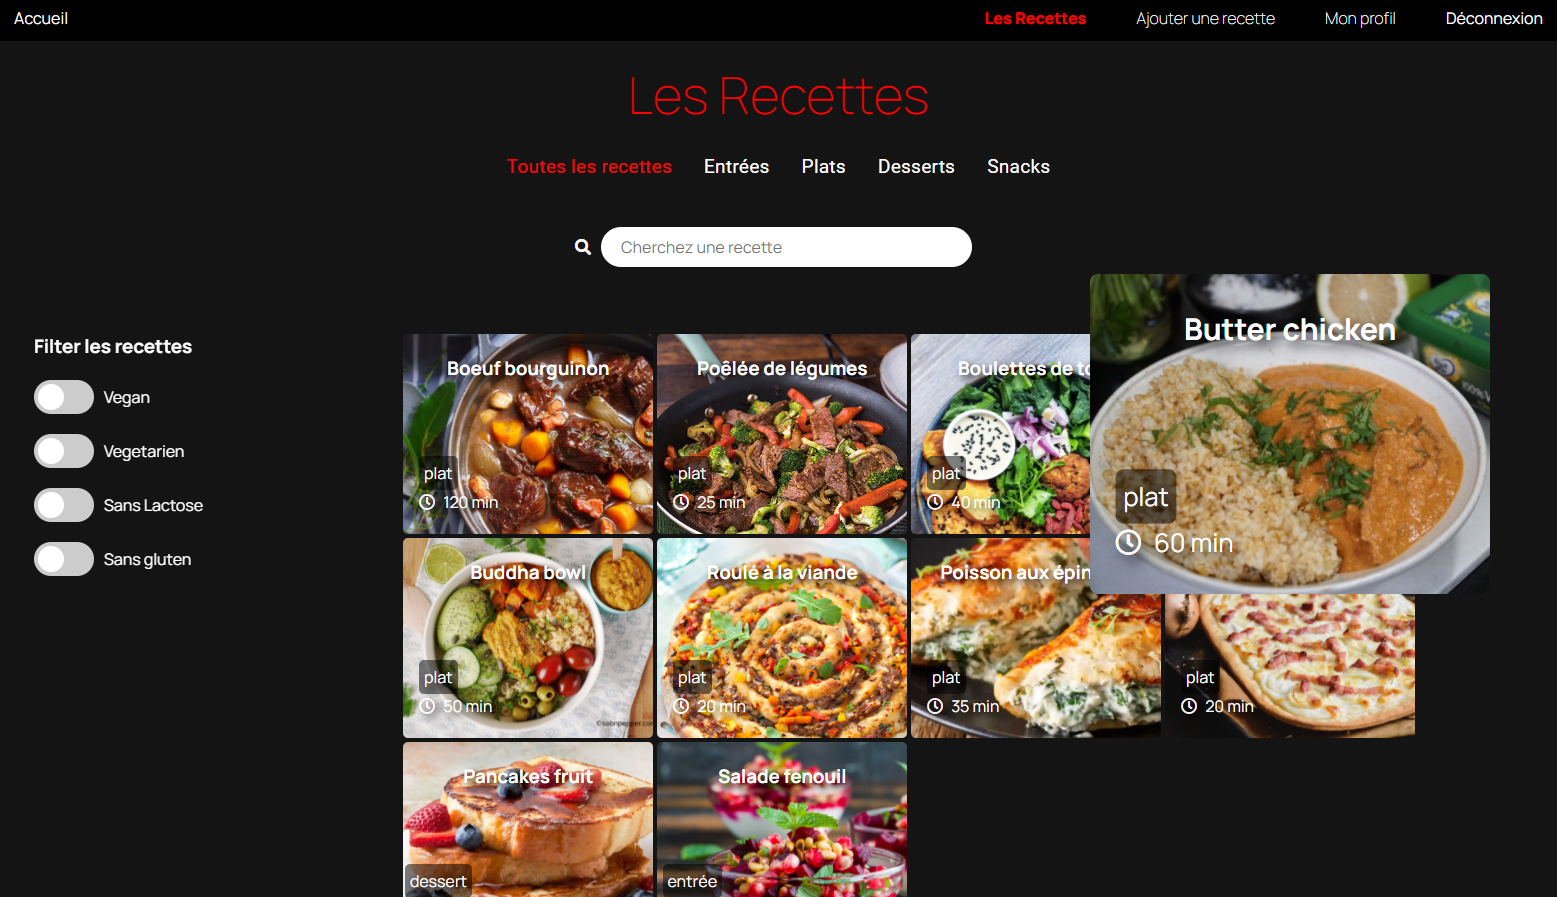 Accueil
Les Recettes
Ajouter une recette
Mon profil
Déconnexion
Les Recettes
Toutes les recettes
Entrées
Plats
Desserts
Snacks
Cherchez une recette
Filter les recettes
Vegan
Vegetarien
Sans Lactose
Sans gluten
Boeuf bourguinon
plat
120 min
Poêlée de légumes
plat
25 min
Boulettes de to
plat
40 min
Butter chicken
plat
60 min
Buddha bowl
plat
50 min
©sabnpepper.com
Roulé à la viande
plat
20 min
Poisson aux épin
plat
35 min
plat
20 min
Pancakes fruit
dessert
Salade fenouil
entrée